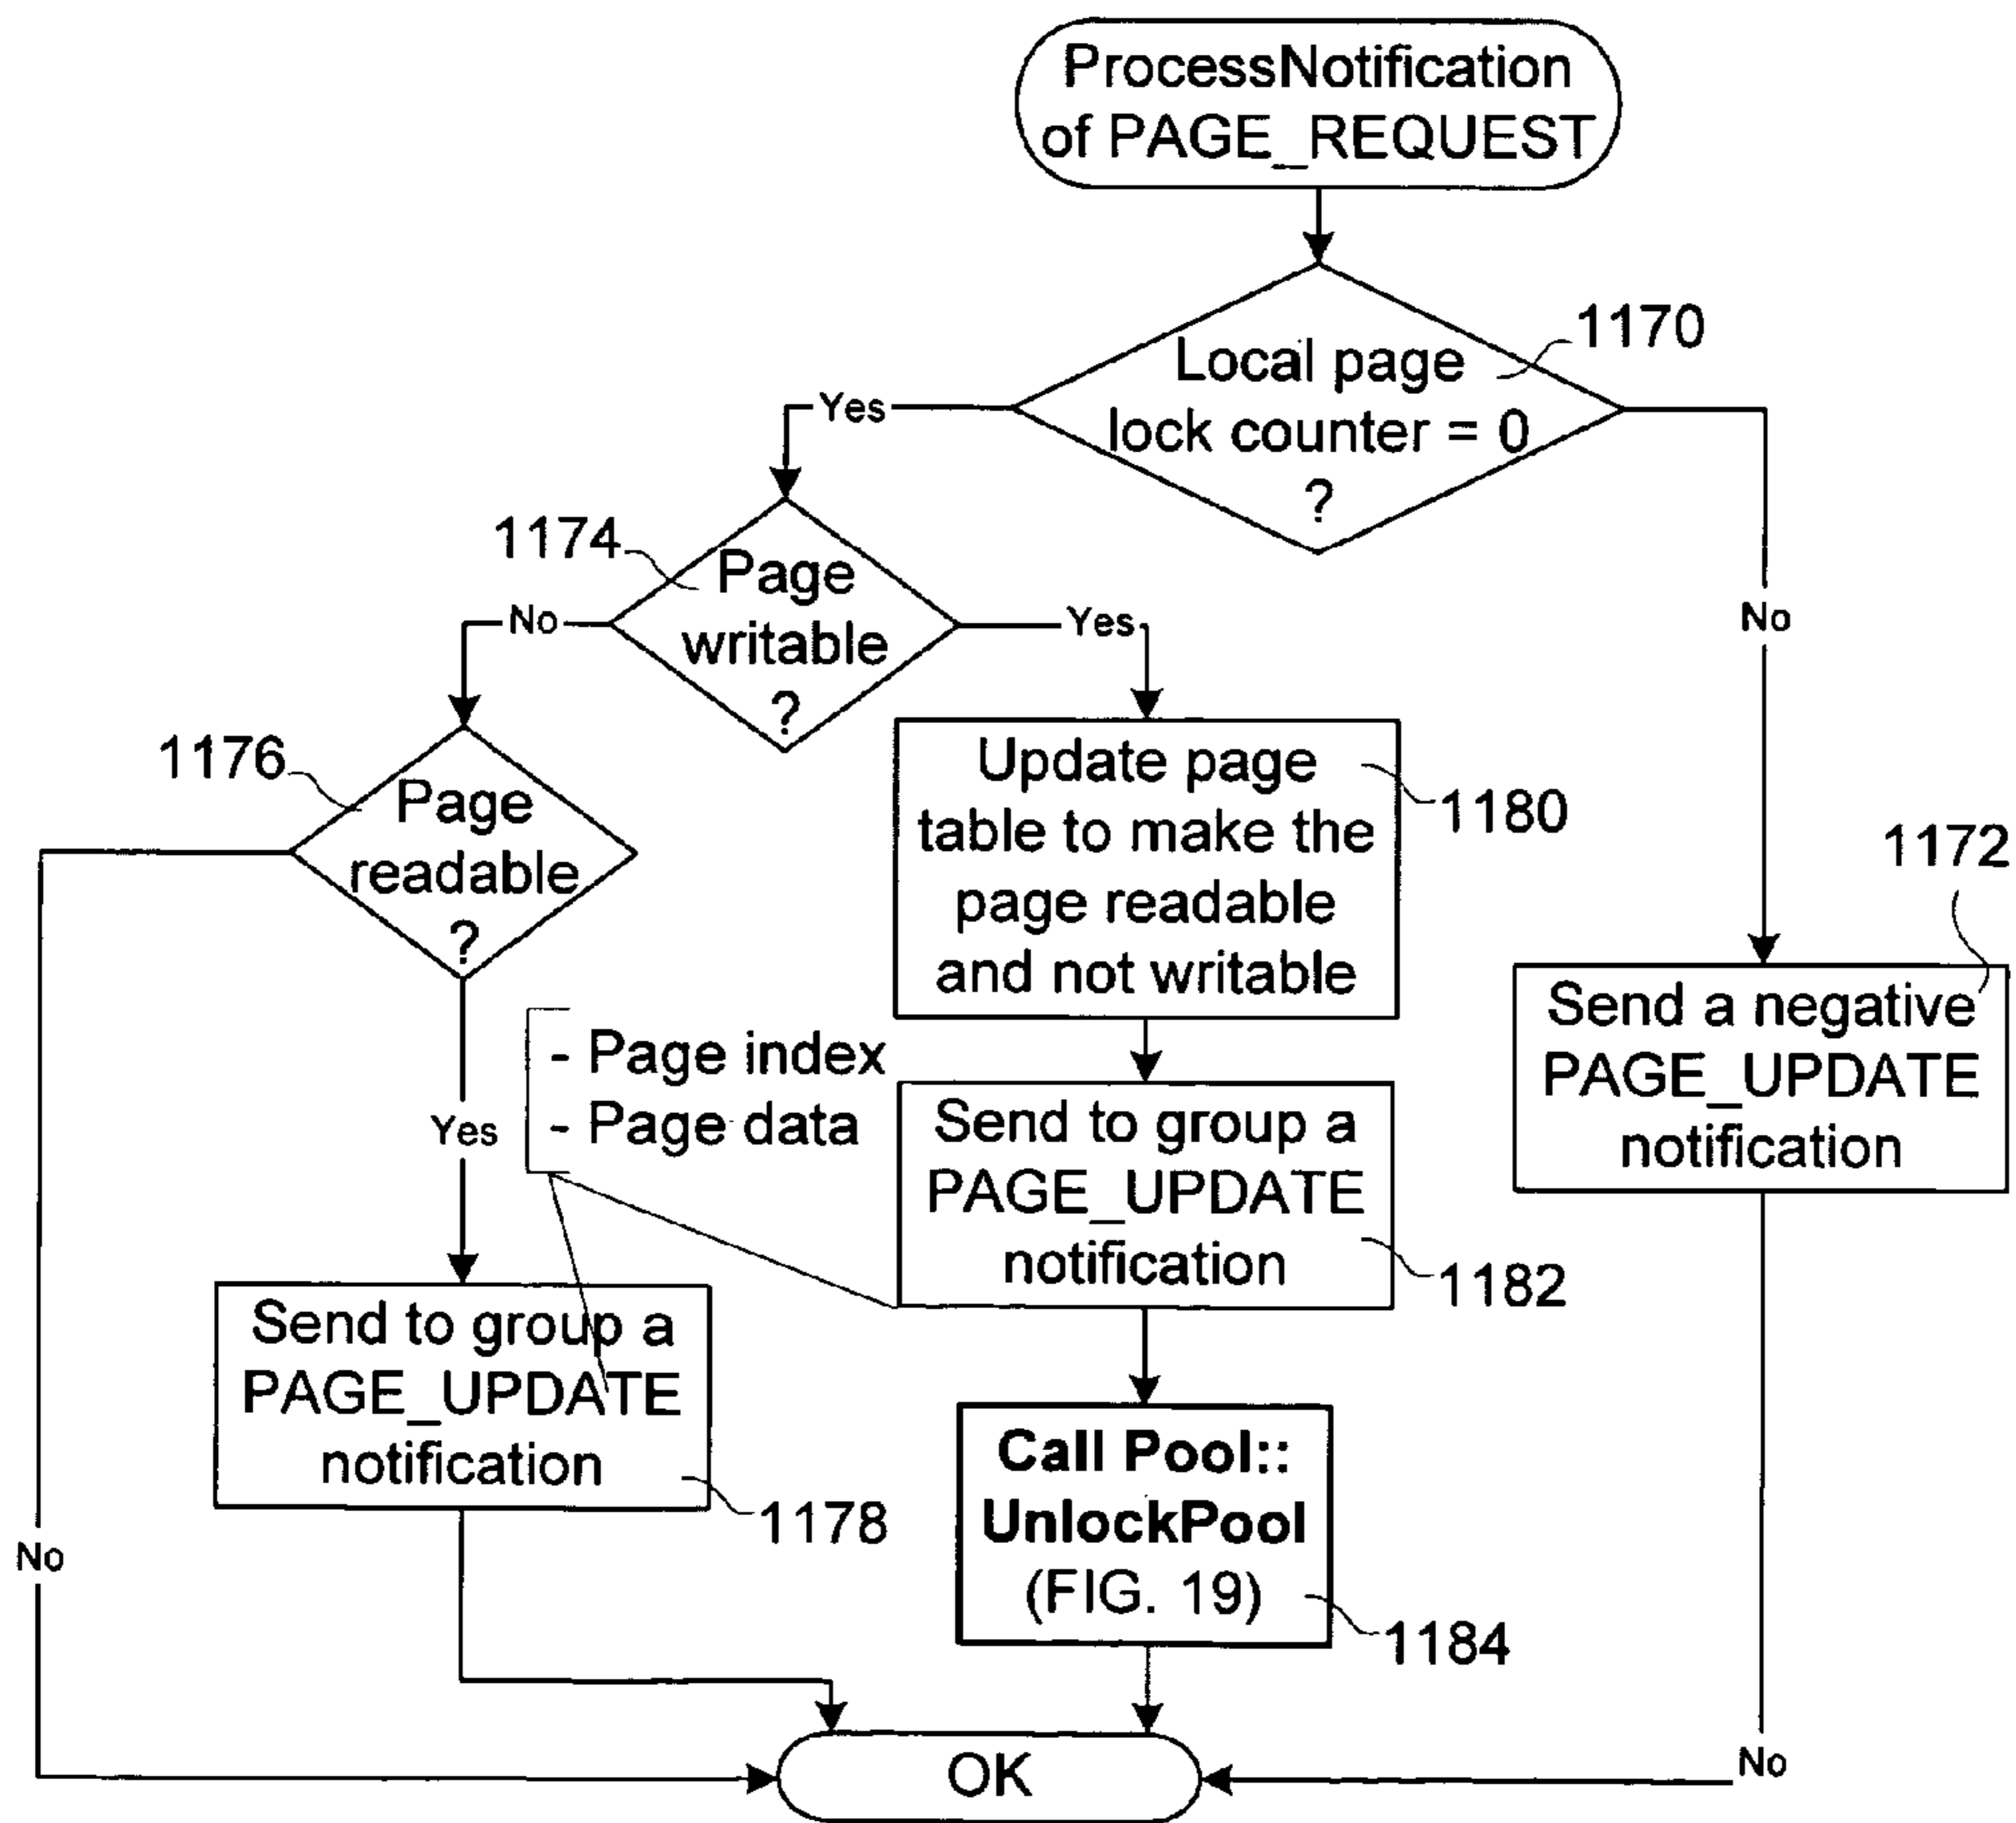 ProcessNotification
of PAGE_REQUEST
1170
Local page
lock counter = 0
?
Yes
No
1174
Page
writable
?
No
Yes
1176
Page
readable
?
Update page
table to make the
page readable
and not writable
1180
1172
Send a negative
PAGE_UPDATE
notification
- Page index
- Page data
Yes
Send to group a
PAGE_UPDATE
notification
1182
Send to group a
PAGE_UPDATE
notification
1178
Call Pool::
UnlockPool
(FIG. 19)
1184
No
No
OK